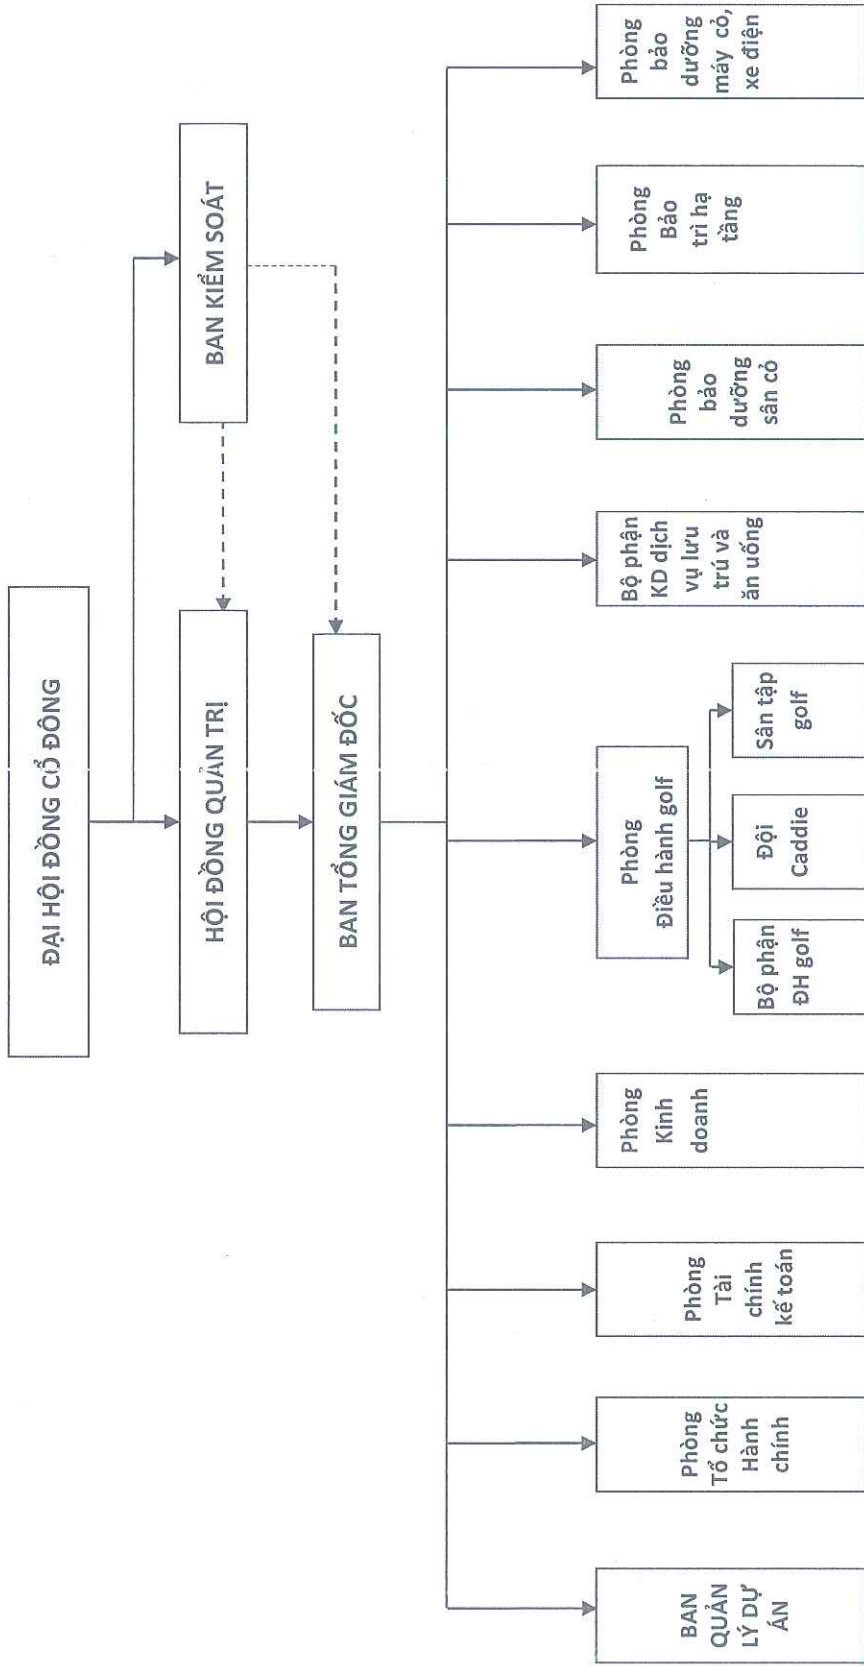 ĐẠI HỘI ĐỒNG CỔ ĐÔNG
HỘI ĐỒNG QUẢN TRỊ
BAN KIỂM SOÁT
BAN TỔNG GIÁM ĐỐC
BAN
QUẢN
LÝ DỰ
ÁN
Phòng
Tổ chức
Hành
chính
Phòng
Tài
chính
kế toán
Phòng
Kinh
doanh
Phòng
Điều hành golf
Bộ phận
KD dịch
vụ lưu
trú và
ăn uống
Phòng
bảo
dưỡng
sân cỏ
Phòng
Bảo
trì hạ
tầng
Phòng
bảo
dưỡng
máy cỏ,
xe điện
Bộ phận
ĐH golf
Đội
Caddie
Sân tập
golf